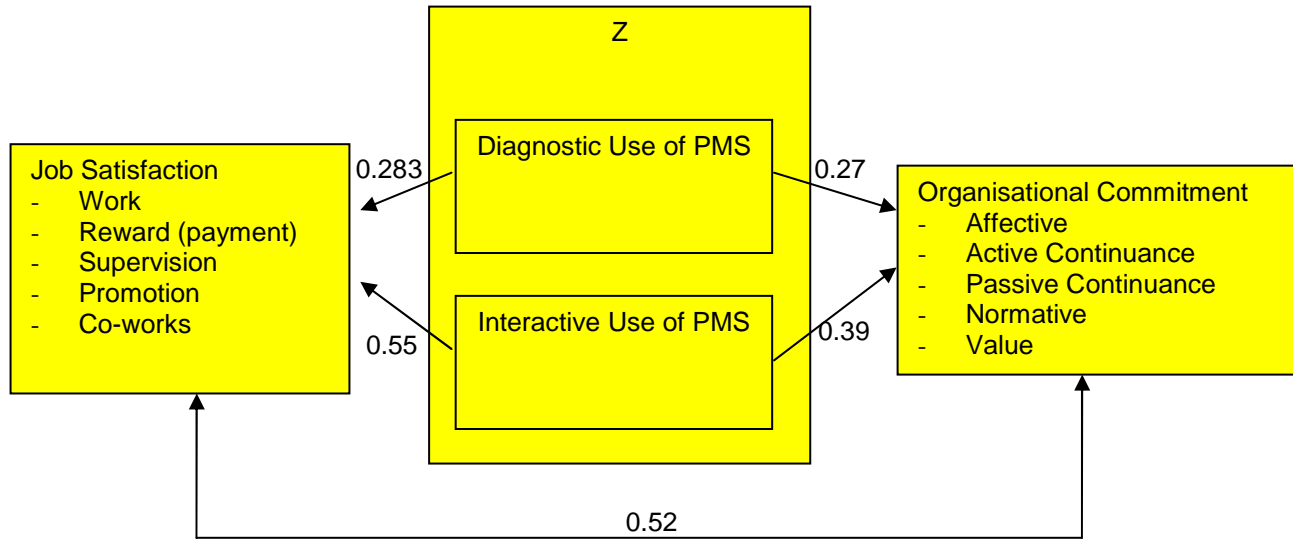 Z
Job Satisfaction
- Work
- Reward (payment)
- Supervision
- Promotion
- Co-works
0.283
0.55
Diagnostic Use of PMS
Interactive Use of PMS
0.27
0.39
Organisational Commitment
- Affective
- Active Continuance
- Passive Continuance
- Normative
- Value
0.52